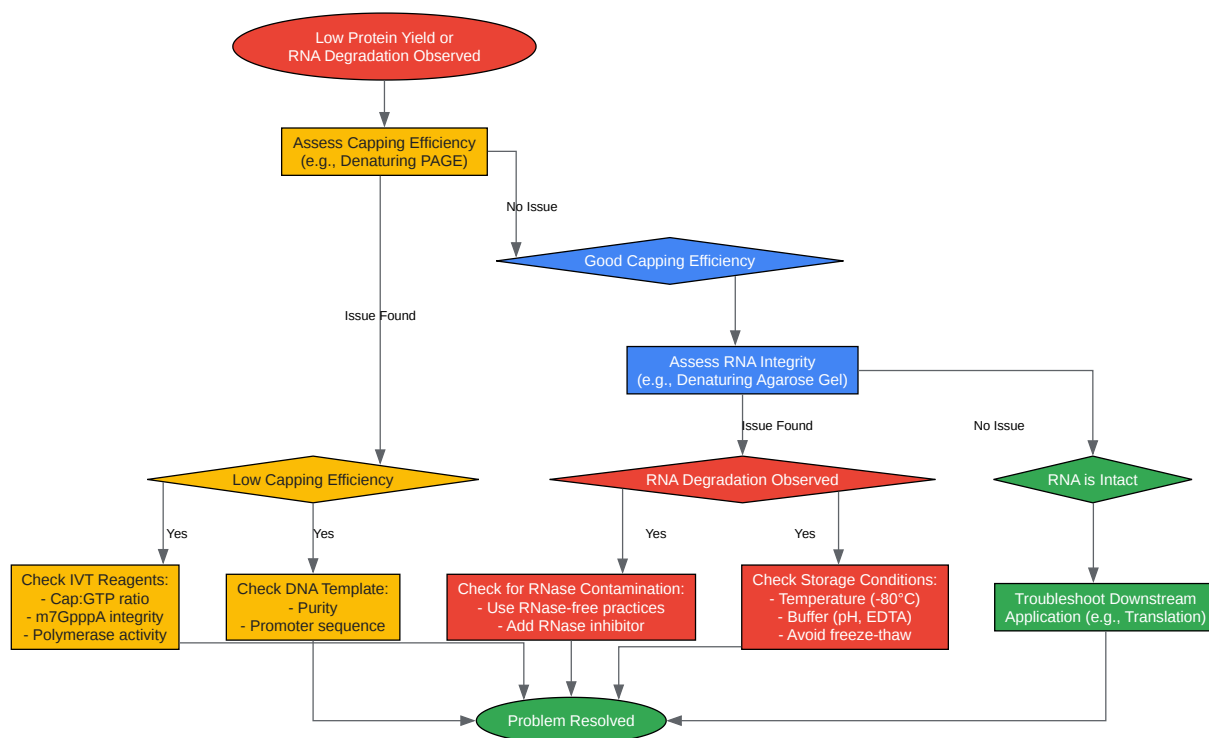 Low Protein Yield or
RNA Degradation Observed
Assess Capping Efficiency
(e.g., Denaturing PAGE)
No Issue
Good Capping Efficiency
Issue Found
Assess RNA Integrity
(e.g., Denaturing Agarose Gel)
Issue Found
No Issue
Low Capping Efficiency
RNA Degradation Observed
RNA is Intact
Yes
Yes
Yes
Yes
Check IVT Reagents:
- Cap:GTP ratio
- m7GpppA integrity
- Polymerase activity
Check DNA Template:
- Purity
- Promoter sequence
Check for RNase Contamination:
- Use RNase-free practices
- Add RNase inhibitor
Check Storage Conditions:
- Temperature (-80°C)
- Buffer (pH, EDTA)
- Avoid freeze-thaw
Troubleshoot Downstream
Application (e.g., Translation)
Problem Resolved